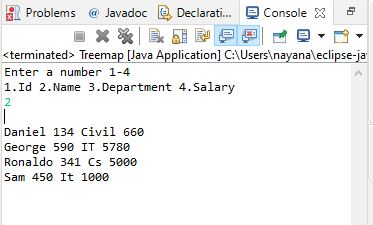 Problems @ Javadoc Declarati... Console
<terminated> Treemap [Java Application] C:\Users\nayana\eclipse-ja
Enter a number 1-4
1.Id 2.Name 3.Department 4.Salary
2
Daniel 134 Civil 660
George 590 IT 5780
Ronaldo 341 Cs 5000
Sam 450 It 1000